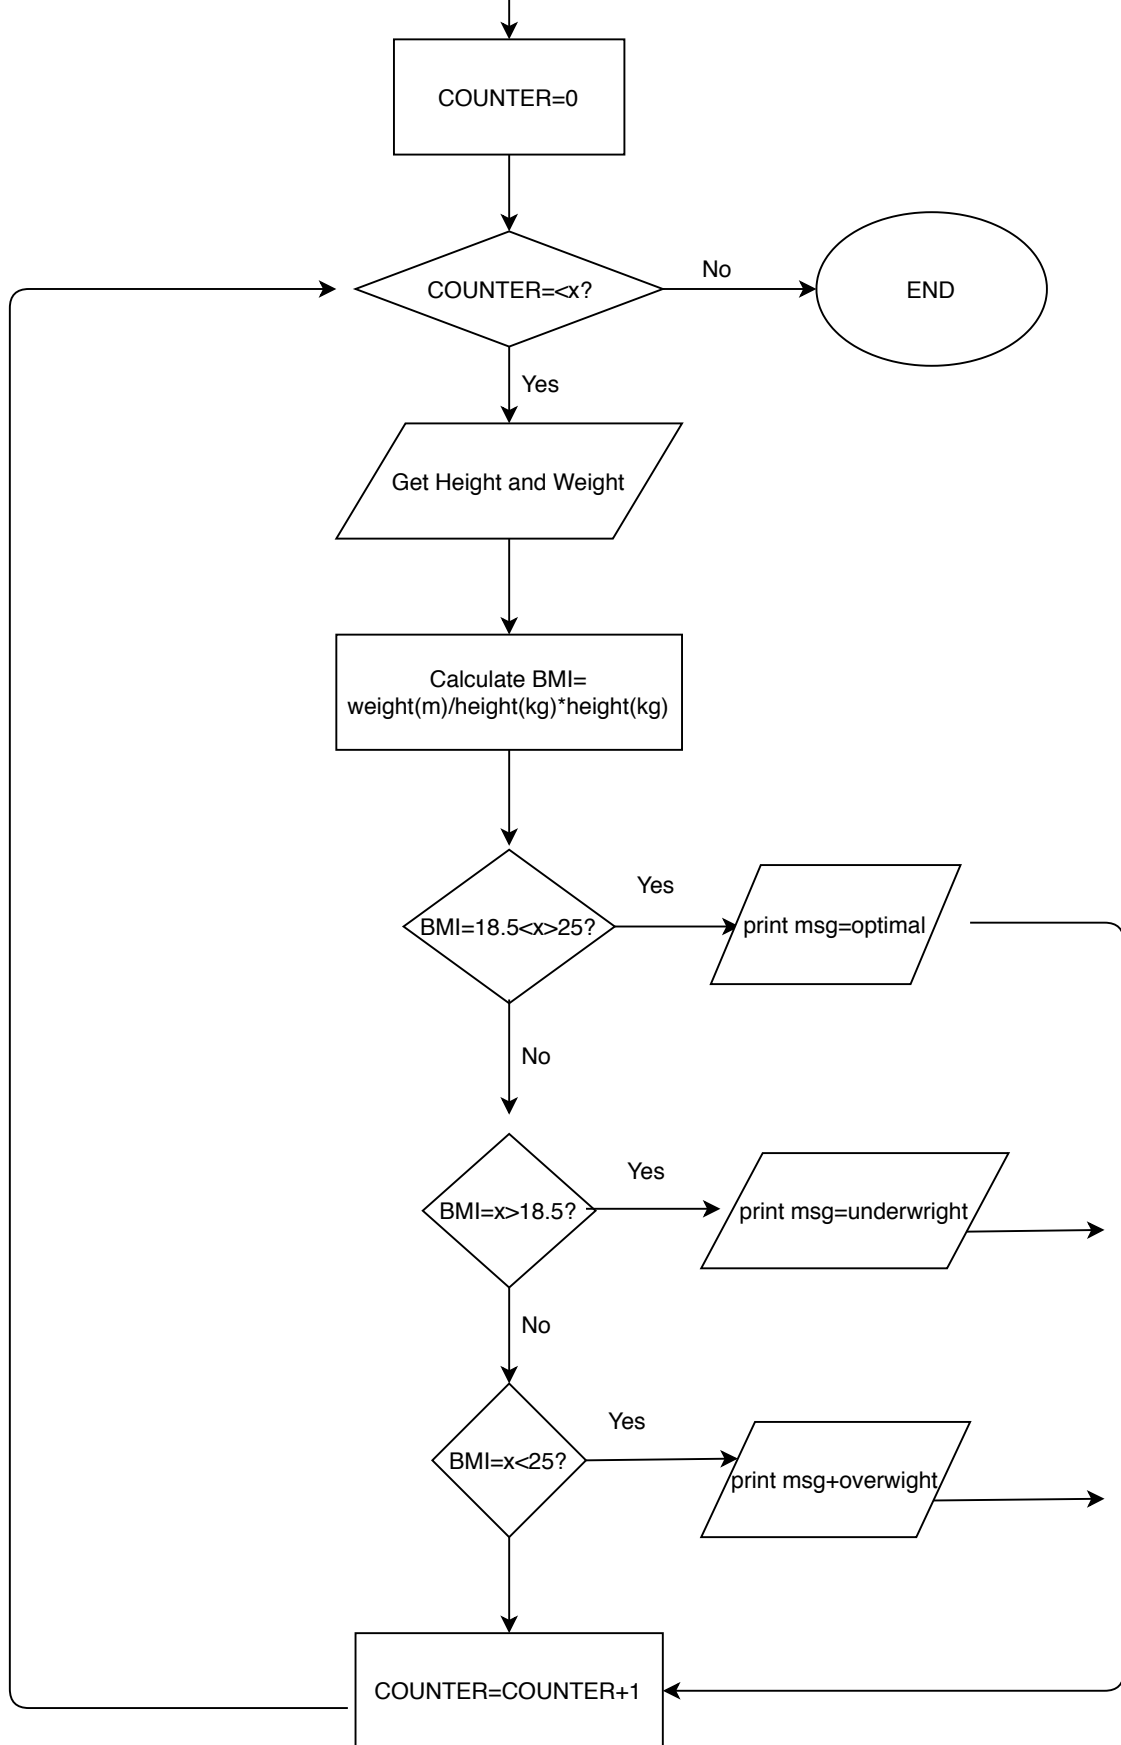 COUNTER=0
COUNTER=<x?
No
END
Yes
Get Height and Weight
Calculate BMI=
weight(m)/height(kg)*height(kg)
BMI=18.5<x>25?
Yes
print msg=optimal
No
BMI=x>18.5?
Yes
print msg=underwright
No
BMI=x<25?
Yes
print msg+overwight
COUNTER=COUNTER+1